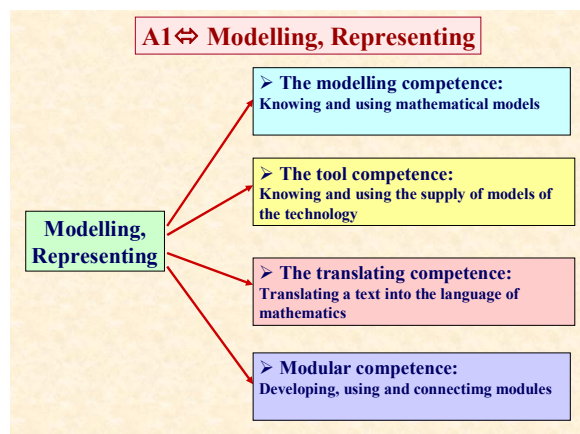 A1⇔ Modelling, Representing
➢ The modelling competence:
Knowing and using mathematical models
➢ The tool competence:
Knowing and using the supply of models of
the technology
Modelling,
Representing
➢ The translating competence:
Translating a text into the language of
mathematics
➢ Modular competence:
Developing, using and connectimg modules